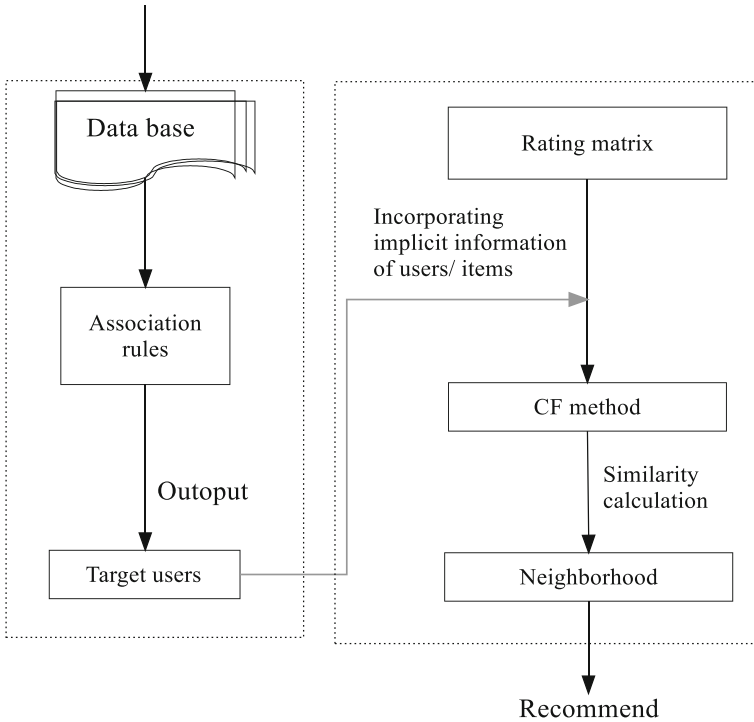 Data base
Association
rules
Outoput
Target users
Rating matrix
Incorporating
implicit information
of users/ items
CF method
Similarity
calculation
Neighborhood
Recommend